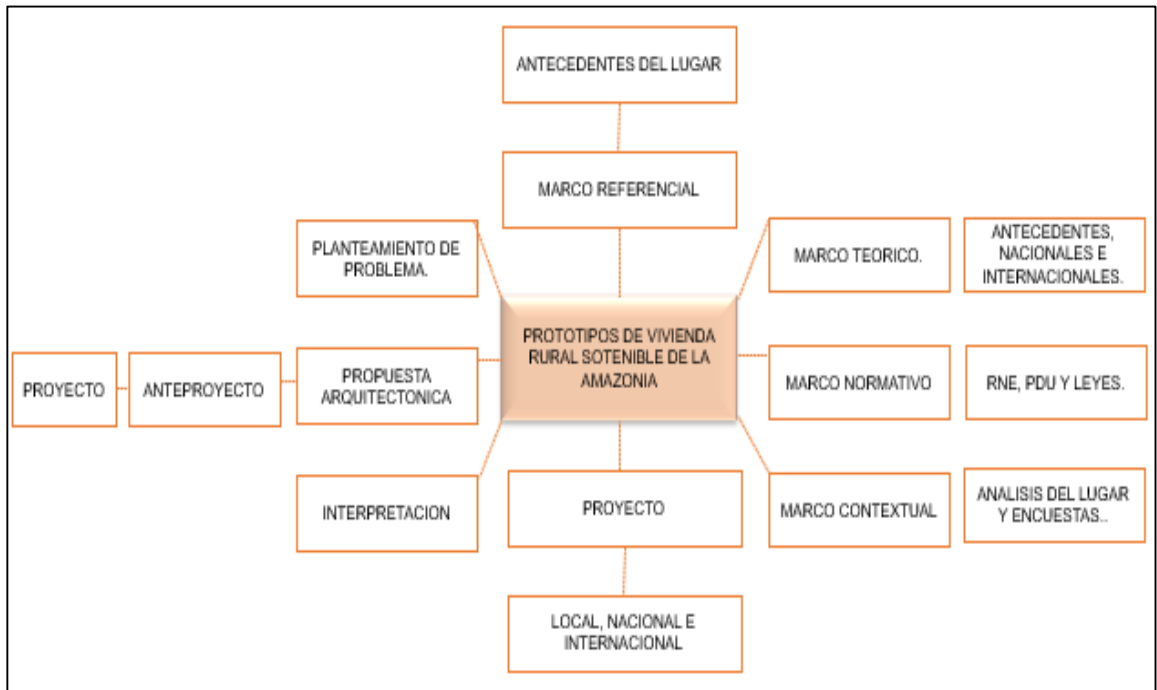 ANTECEDENTES DEL LUGAR
MARCO REFERENCIAL
PLANTEAMIENTO DE
PROBLEMA.
MARCO TEORICO.
ANTECEDENTES,
NACIONALES E
INTERNACIONALES.
PROTOTIPOS DE VIVIENDA
RURAL SOTENIBLE DE LA
AMAZONIA
PROYECTO
ANTEPROYECTO
PROPUESTA
ARQUITECTONICA
MARCO NORMATIVO
RNE, PDU Y LEYES.
INTERPRETACION
PROYECTO
MARCO CONTEXTUAL
ANALISIS DEL LUGAR
Y ENCUESTAS..
LOCAL, NACIONAL E
INTERNACIONAL